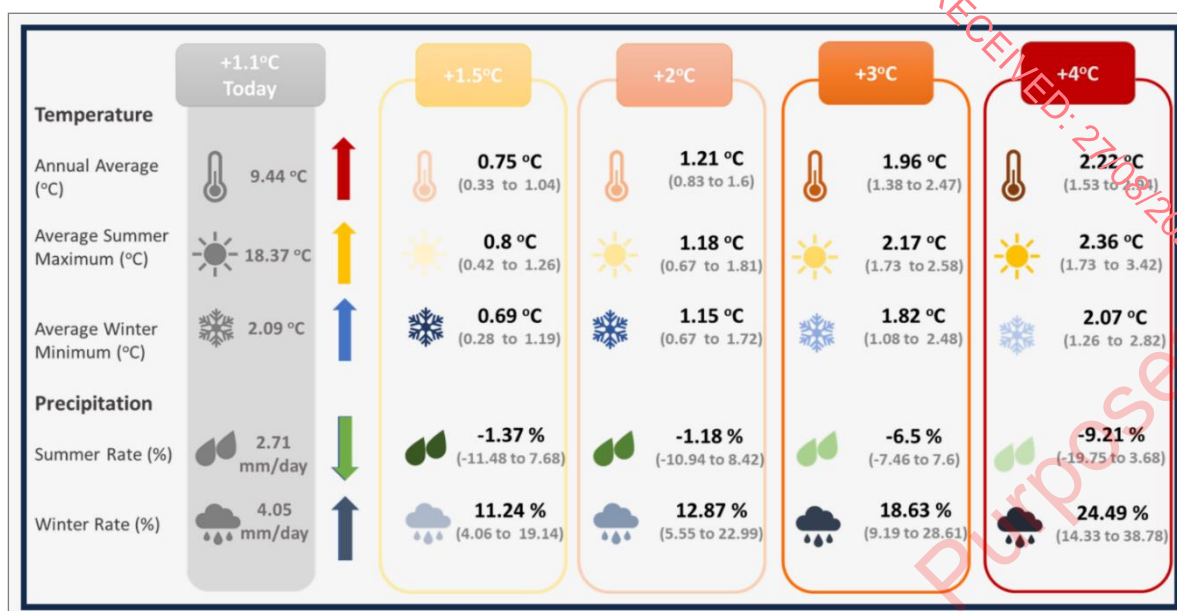 +1.1°C
Today
+1.5°C
+2°C
+3°C
+4°C
RECEIVED: 27/08/20
Temperature
Annual Average
(°C)
9.44 °C
0.75 °C
(0.33 to 1.04)
1.21 °C
(0.83 to 1.6)
1.96 °C
(1.38 to 2.47)
2.22 °C
(1.53 to 2.94)
Average Summer
Maximum (°C)
18.37 °C
0.8 °C
(0.42 to 1.26)
1.18 °C
(0.67 to 1.81)
2.17 °C
(1.73 to 2.58)
2.36 °C
(1.73 to 3.42)
Average Winter
Minimum (°C)
2.09 °C
0.69 °C
(0.28 to 1.19)
1.15 °C
(0.67 to 1.72)
1.82 °C
(1.08 to 2.48)
2.07 °C
(1.26 to 2.82)
Precipitation
Summer Rate (%)
2.71
mm/day
-1.37 %
(-11.48 to 7.68)
-1.18 %
(-10.94 to 8.42)
-6.5 %
(-7.46 to 7.6)
-9.21 %
(-19.75 to 3.68)
Winter Rate (%)
4.05
mm/day
11.24 %
(4.06 to 19.14)
12.87 %
(5.55 to 22.99)
18.63 %
(9.19 to 28.61)
24.49 %
(14.33 to 38.78)
Purpose